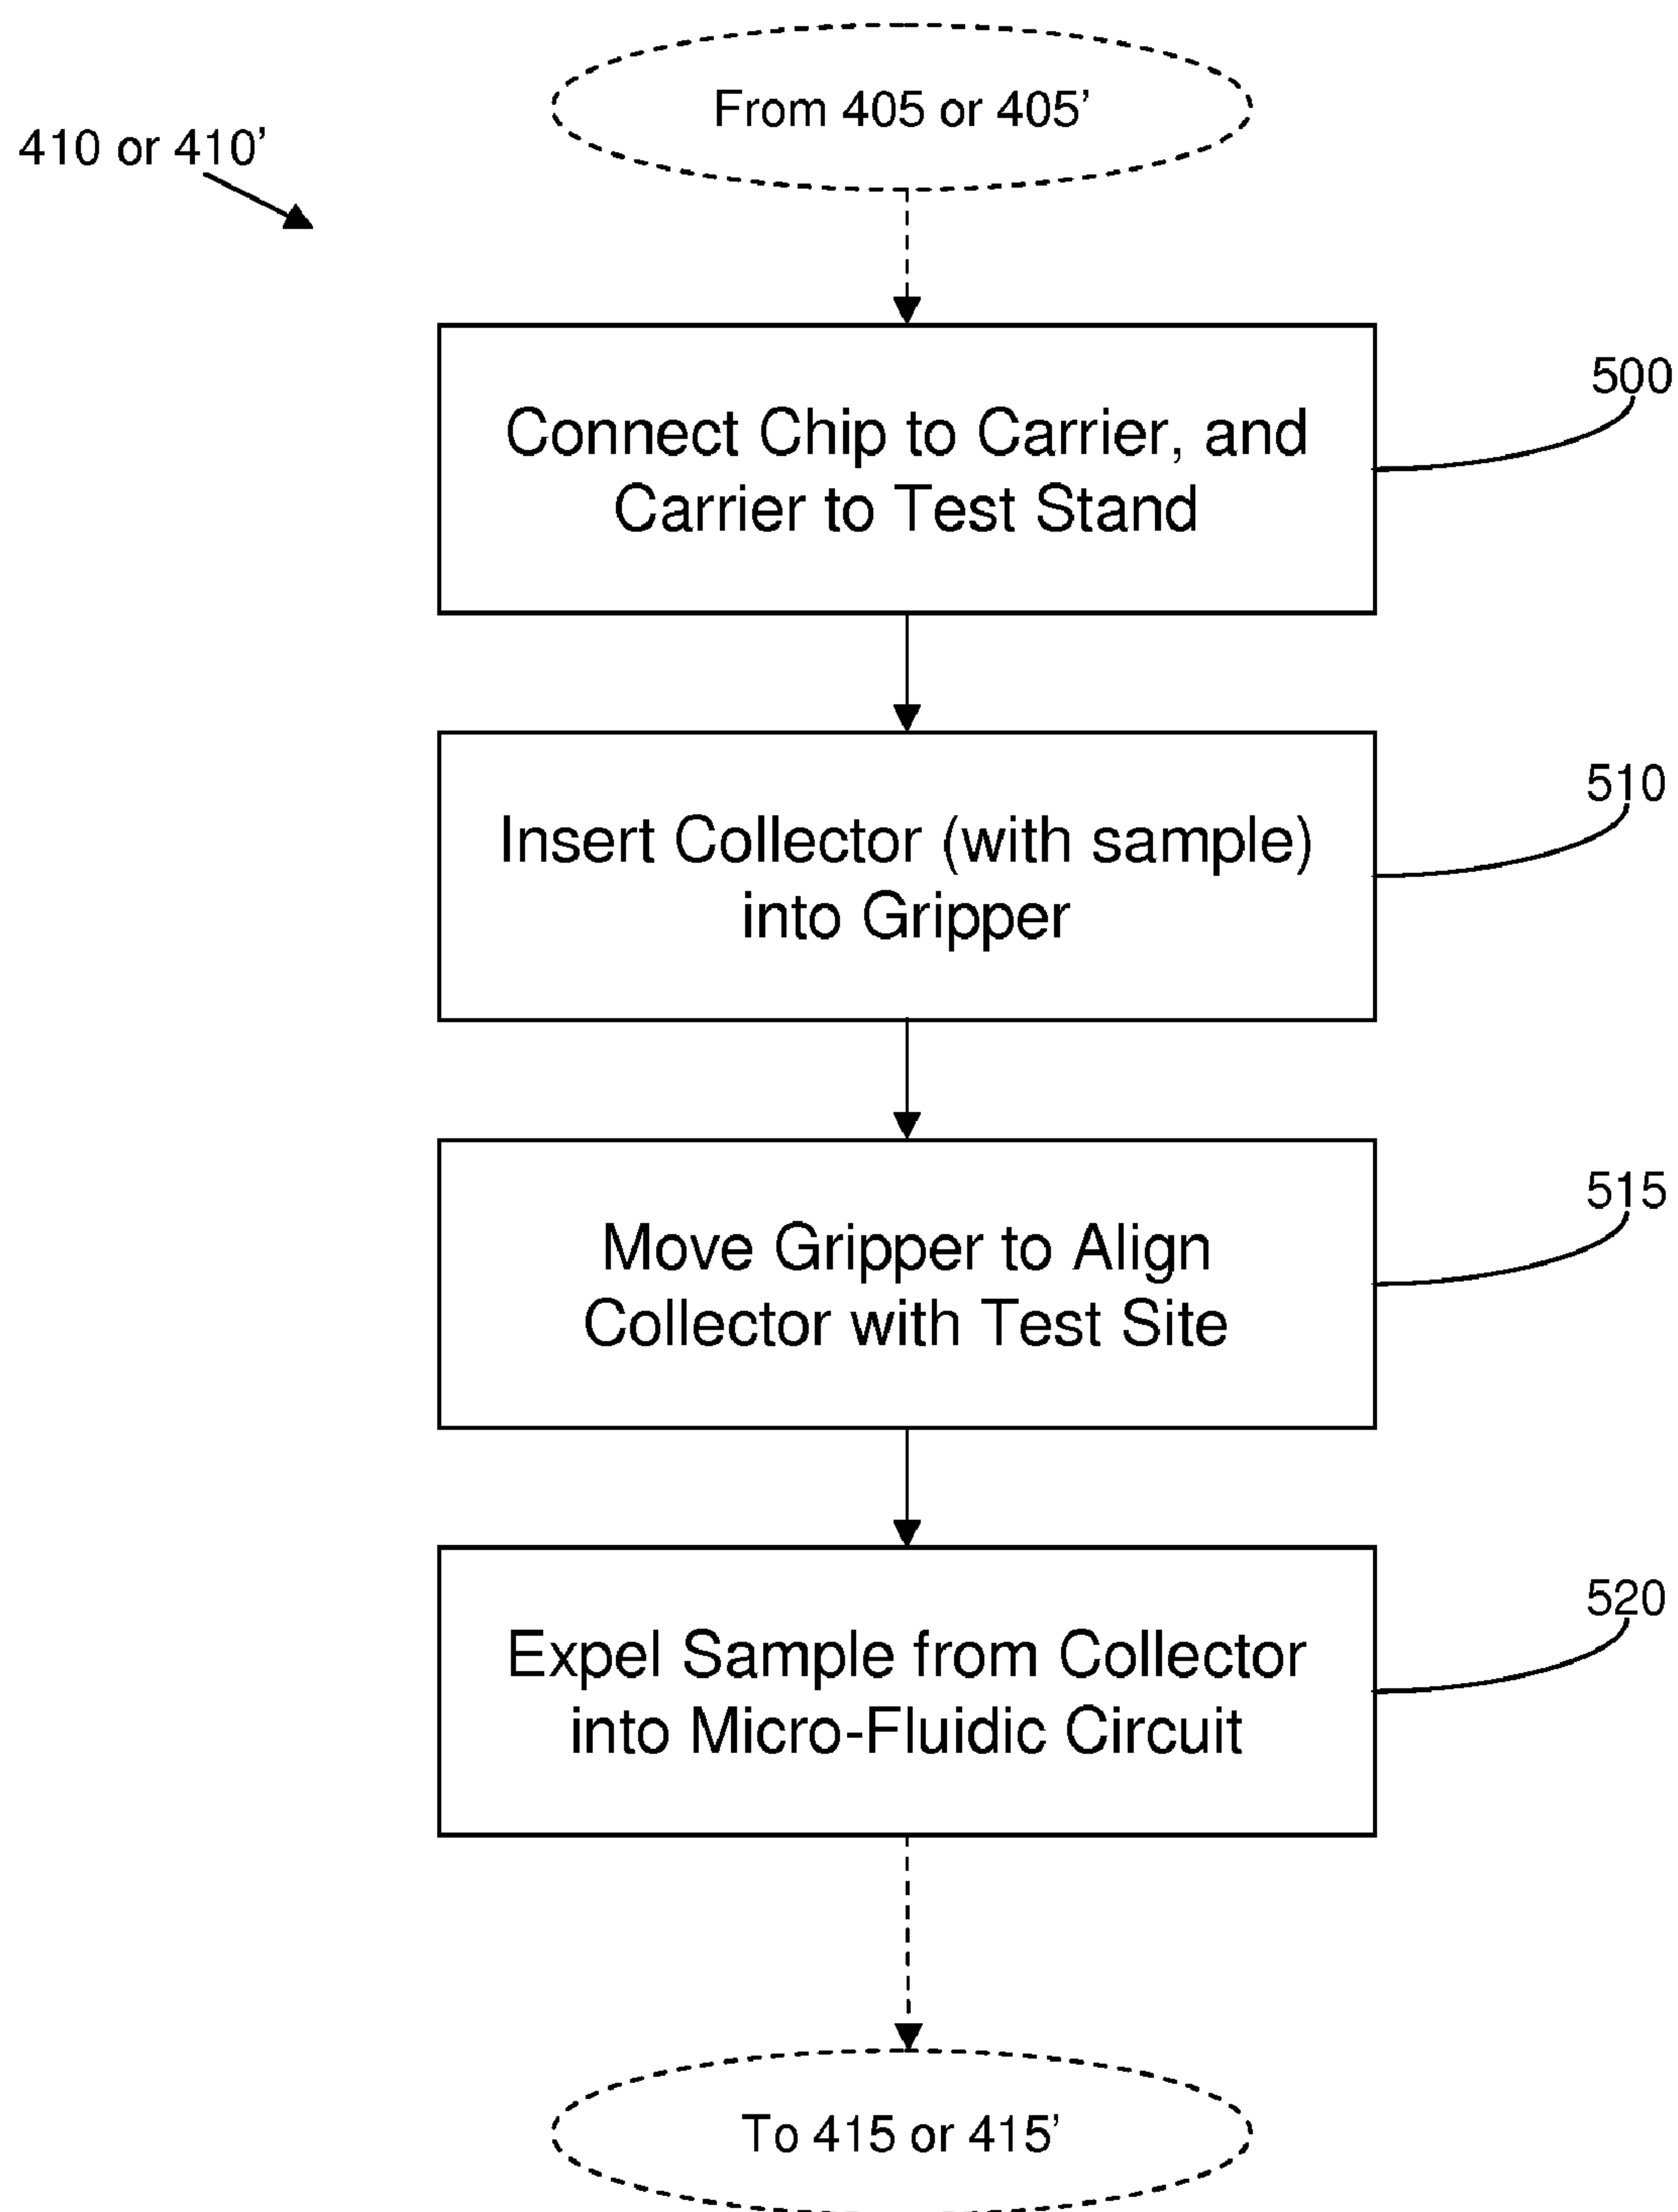 From 405 or 405’
410 or 410’
500
Connect Chip to Carrier, and
Carrier to Test Stand
510
Insert Collector (with sample)
into Gripper
515
Move Gripper to Align
Collector with Test Site
520
Expel Sample from Collector
into Micro-Fluidic Circuit
To 415 or 415’